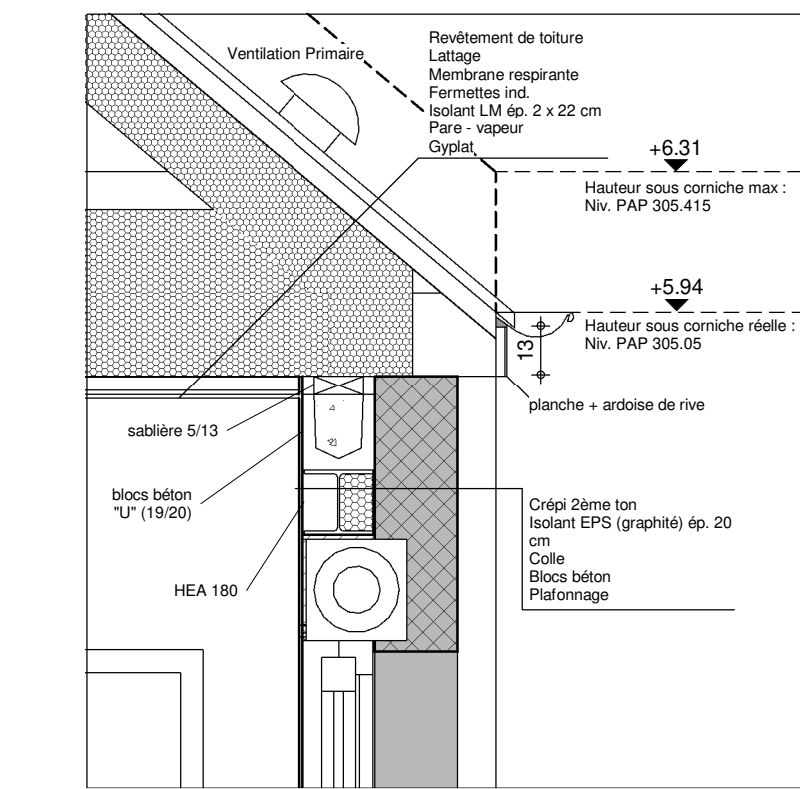 Ventilation Primaire
Revêtement de toiture
Lattage
Membrane respirante
Fermettes ind.
Isolant LM ép. 2 x 22 cm
Pare - vapeur
Gyplat
+6.31
Hauteur sous corniche max :
Niv. PAP 305.415
+5.94
Hauteur sous corniche réelle :
Niv. PAP 305.05
13
planche + ardoise de rive
sablière 5/13
blocs béton
"U" (19/20)
HEA 180
Crépi 2ème ton
Isolant EPS (graphité) ép. 20
cm
Colle
Blocs béton
Plafonnage